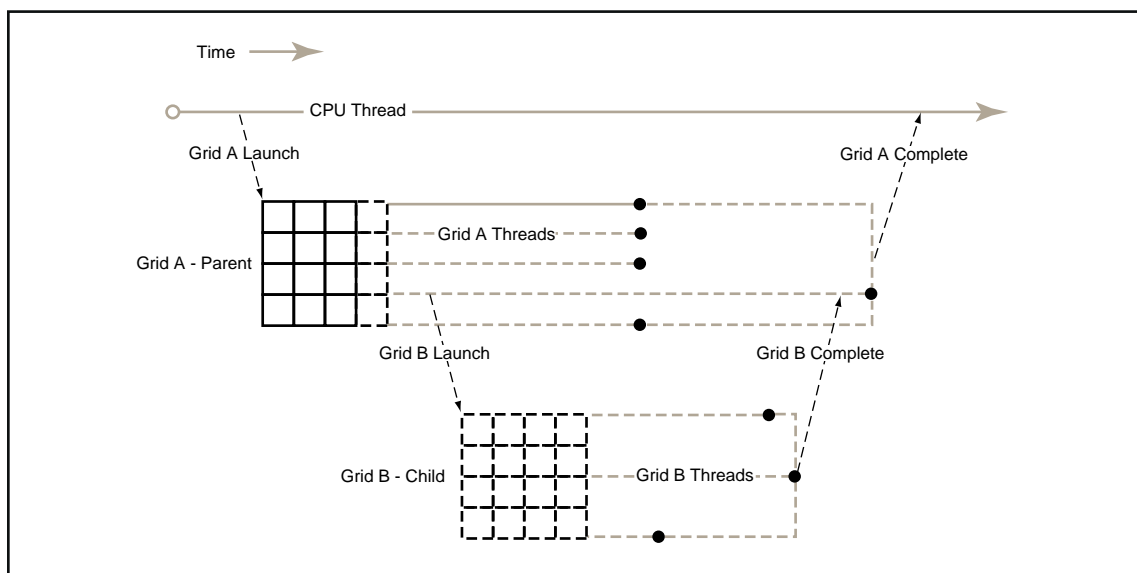 Time
CPU Thread
Grid A Launch
Grid A Complete
Grid A Threads
Grid A - Parent
Grid B Launch
Grid B Complete
Grid B - Child
Grid B Threads